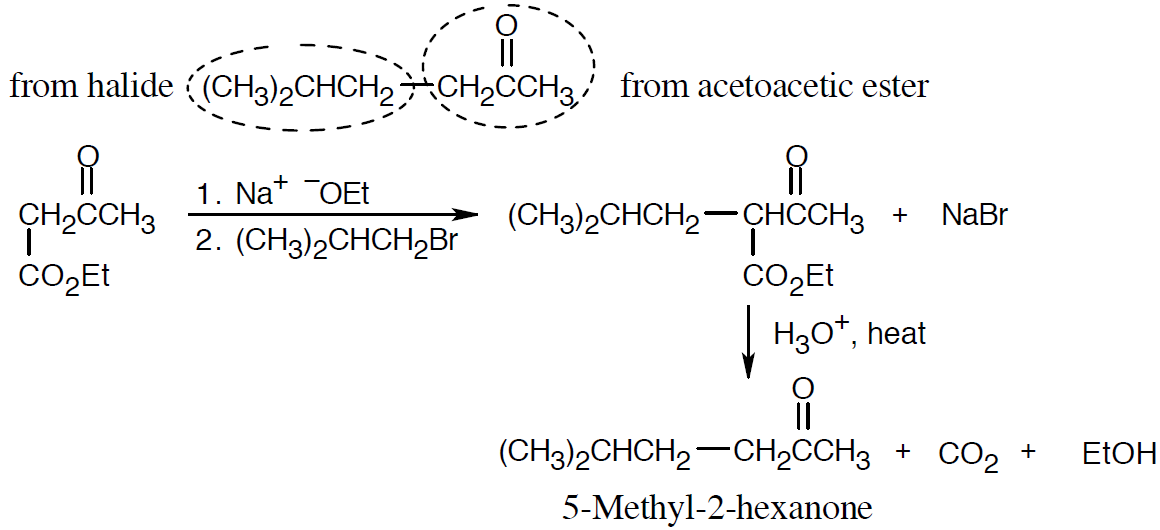 O
from halide (CH₃)₂CHCH₂—CH₂CCH₃ from acetoacetic ester
O
O
1. Na⁺ ⁻OEt
CH₂CCH₃ (CH₃)₂CHCH₂—CHCCH₃ + NaBr
2. (CH₃)₂CHCH₂Br
CO₂Et
CO₂Et
H₃O⁺, heat
O
(CH₃)₂CHCH₂—CH₂CCH₃ + CO₂ + EtOH
5-Methyl-2-hexanone